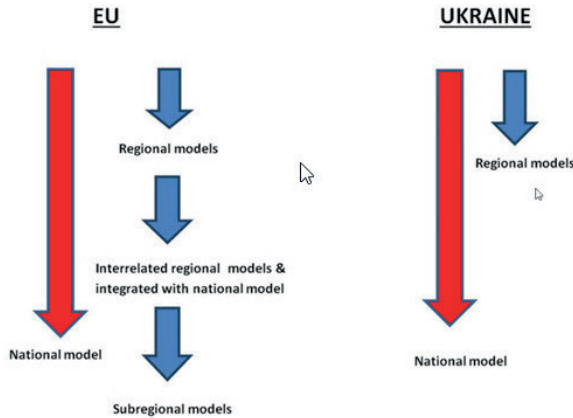 EU
Regional models
Interrelated regional models &
integrated with national model
National model
Subregional models
UKRAINE
Regional models
National model